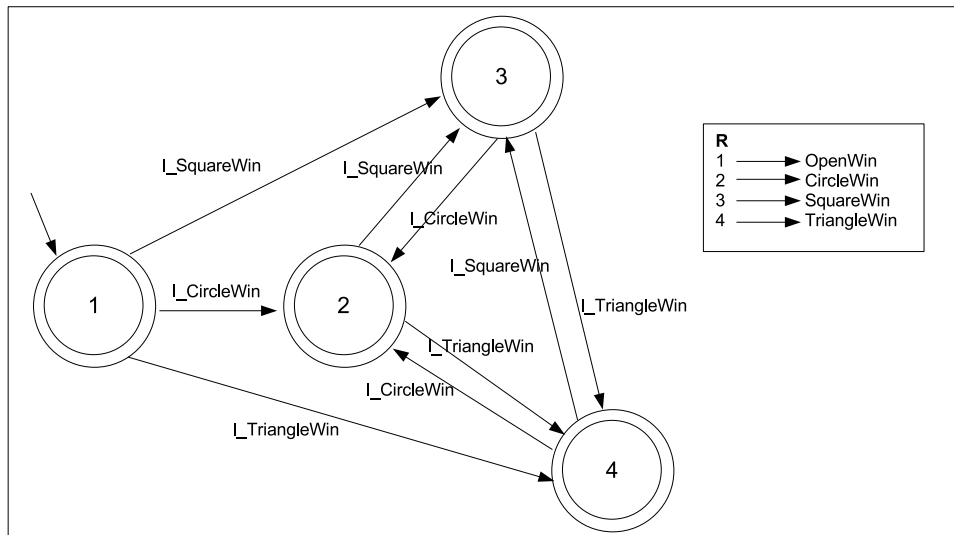 3
I_SquareWin
I_SquareWin
I_CircleWin
I_SquareWin
1
I_CircleWin
2
I_TriangleWin
I_TriangleWin
I_CircleWin
I_TriangleWin
4
R
1 OpenWin
2 CircleWin
3 SquareWin
4 TriangleWin